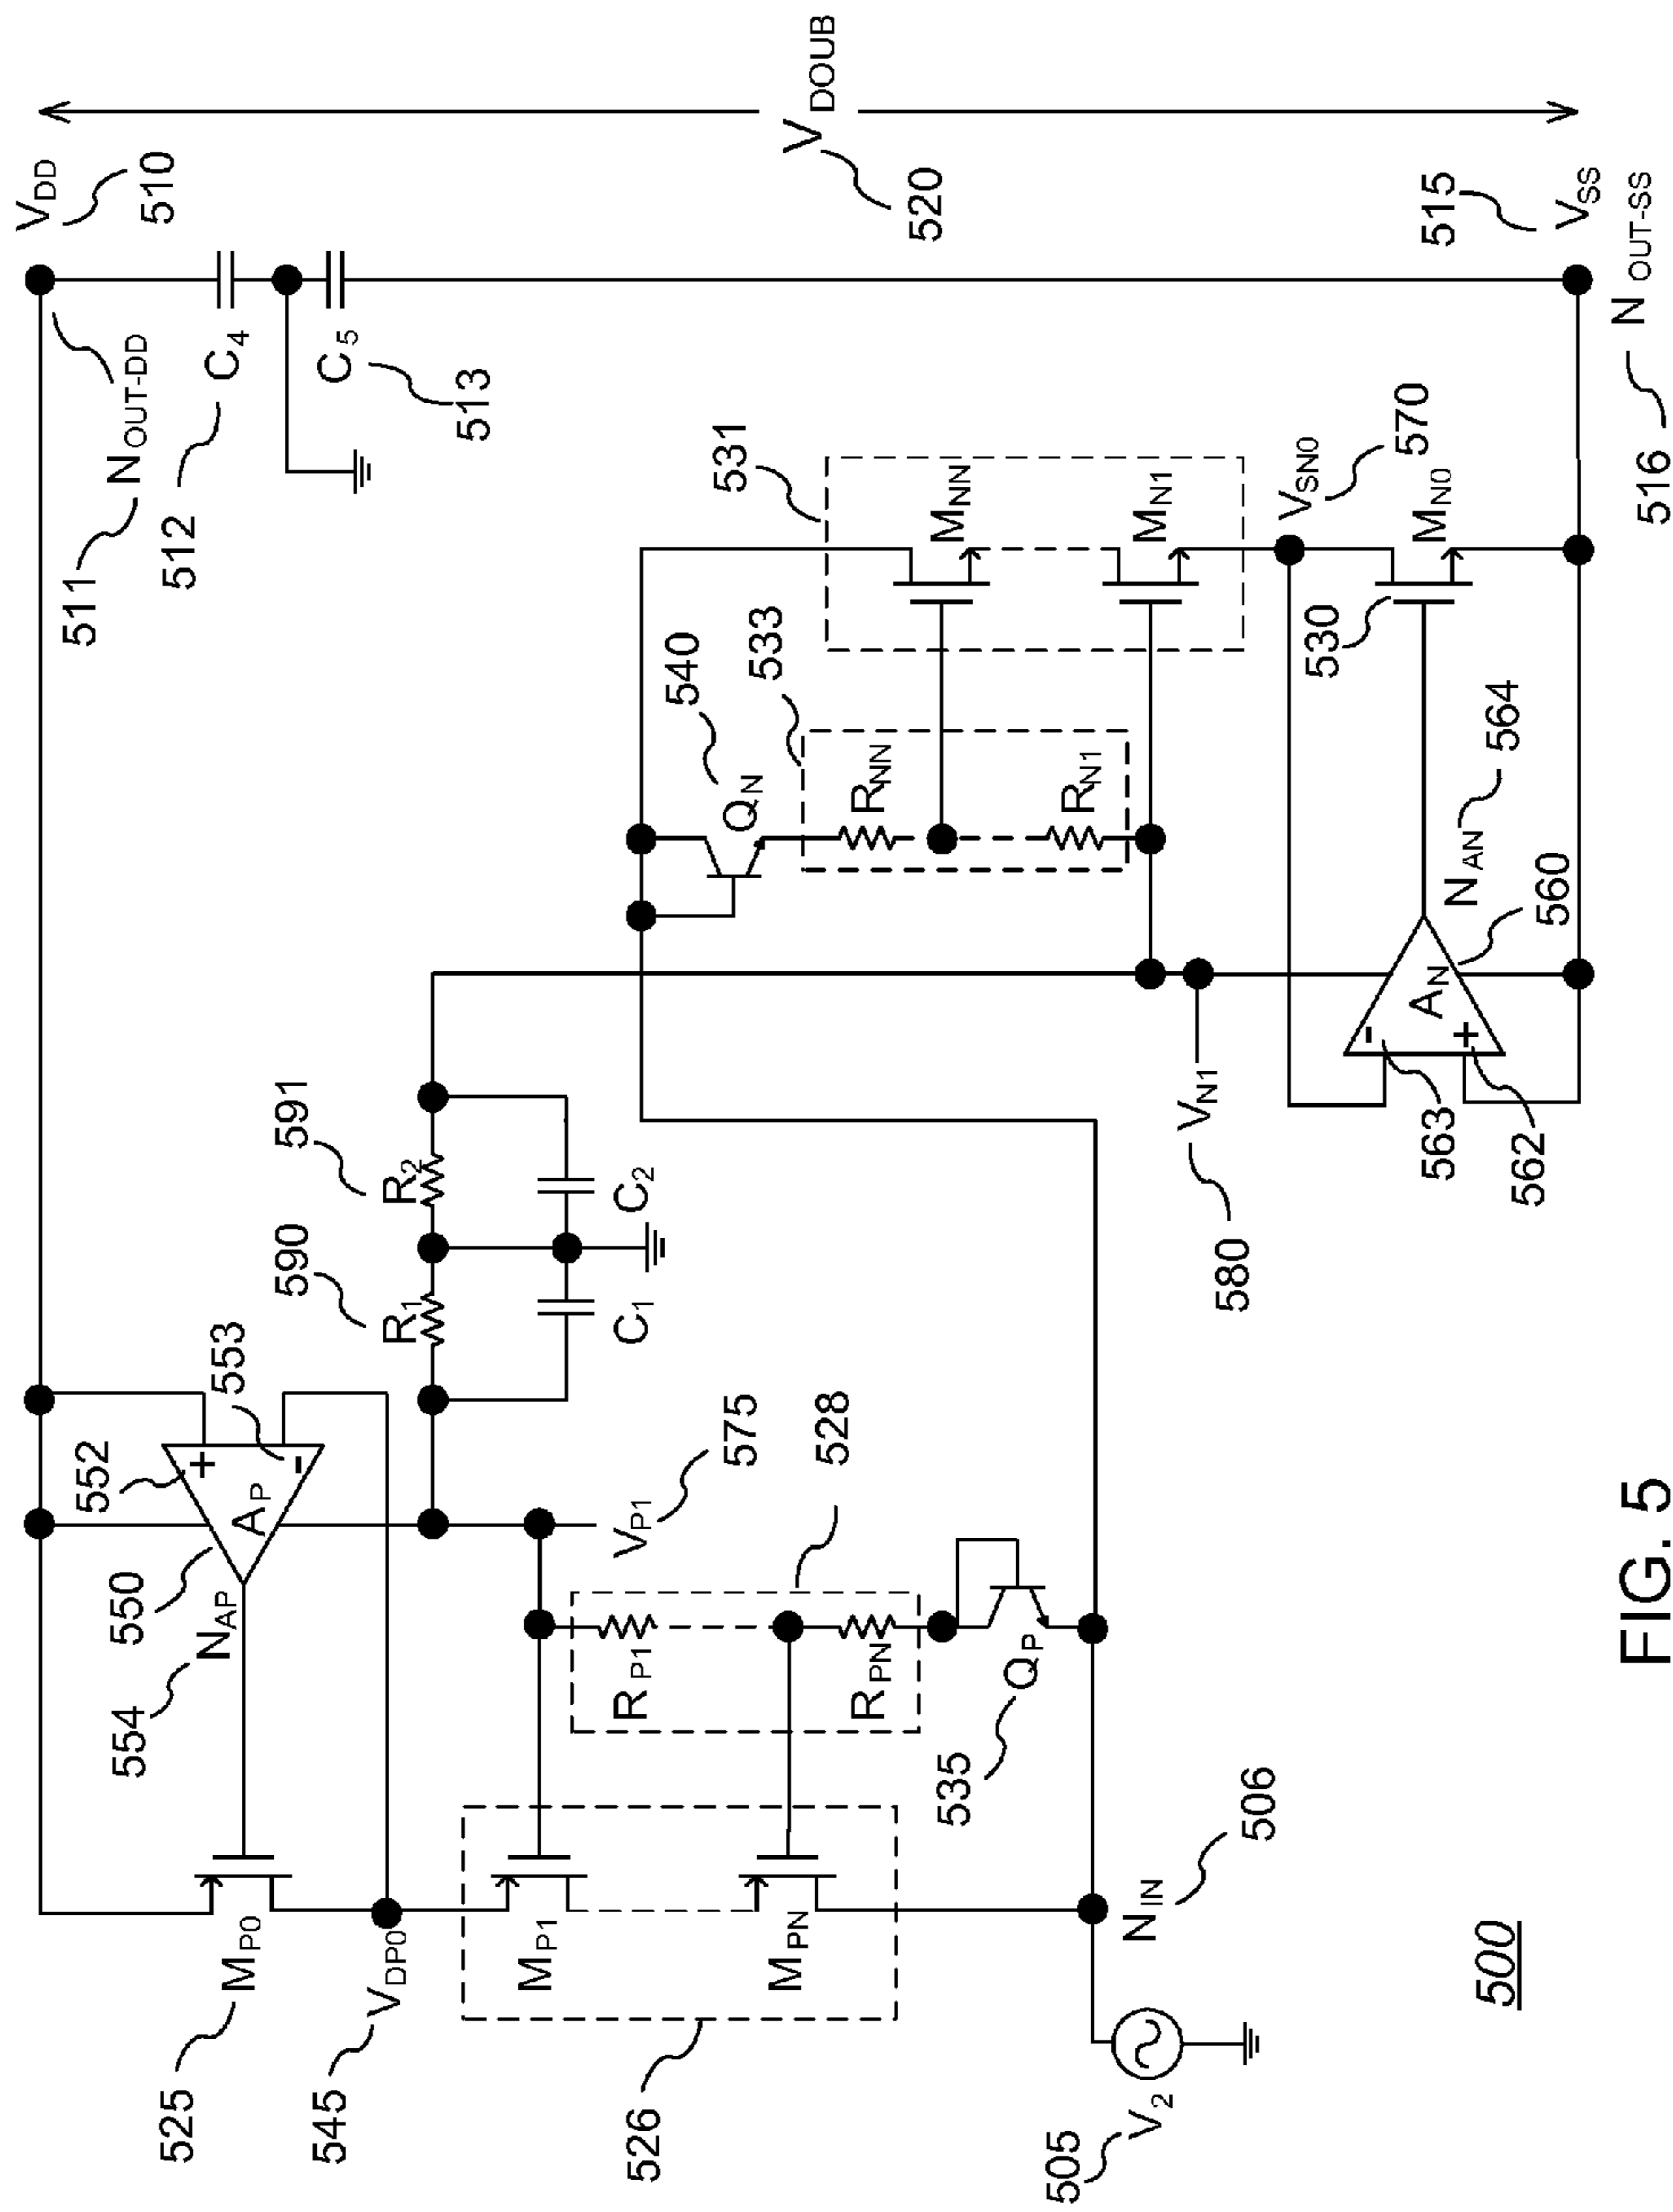 V_DD
510
511
N_OUT-DD
512
C_4
C_5
513
V_DOUB
520
515
V_SS
N_OUT-SS
516
525
M_P0
554
N_AP
550
A_P
552
+
553
-
545
V_DP0
526
M_P1
M_PN
528
R_P1
R_PN
V_P1
575
535
Q_P
505
V_2
N_IN
506
590
R_1
591
R_2
C_1
C_2
540
Q_N
533
R_NN
R_N1
531
M_NN
M_N1
V_SN0
570
530
M_N0
580
V_N1
563
-
562
+
A_N
560
N_AN
564
500
FIG. 5